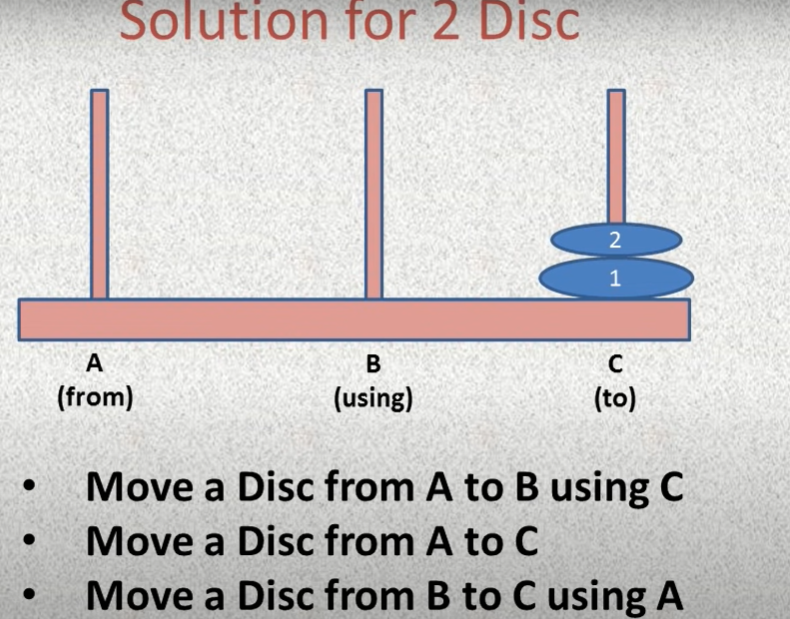 Solution for 2 Disc
2
1
A
B
C
(from)
(using)
(to)
• Move a Disc from A to B using C
• Move a Disc from A to C
• Move a Disc from B to C using A